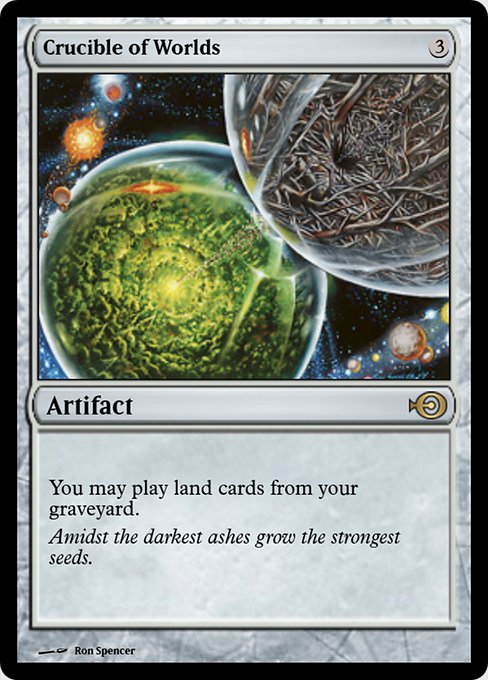 Crucible of Worlds 3
Artifact
You may play land cards from your
graveyard.
Amidst the darkest ashes grow the strongest
seeds.
Ron Spencer